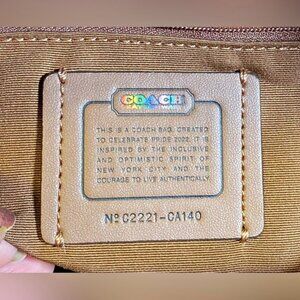 COACH
THIS IS A COACH BAG, CREATED
TO CELEBRATE PRIDE 2022. IT IS
INSPIRED BY THE INCLUSIVE
AND OPTIMISTIC SPIRIT OF
NEW YORK CITY AND THE
COURAGE TO LIVE AUTHENTICALLY.
Nº C2221-CA140